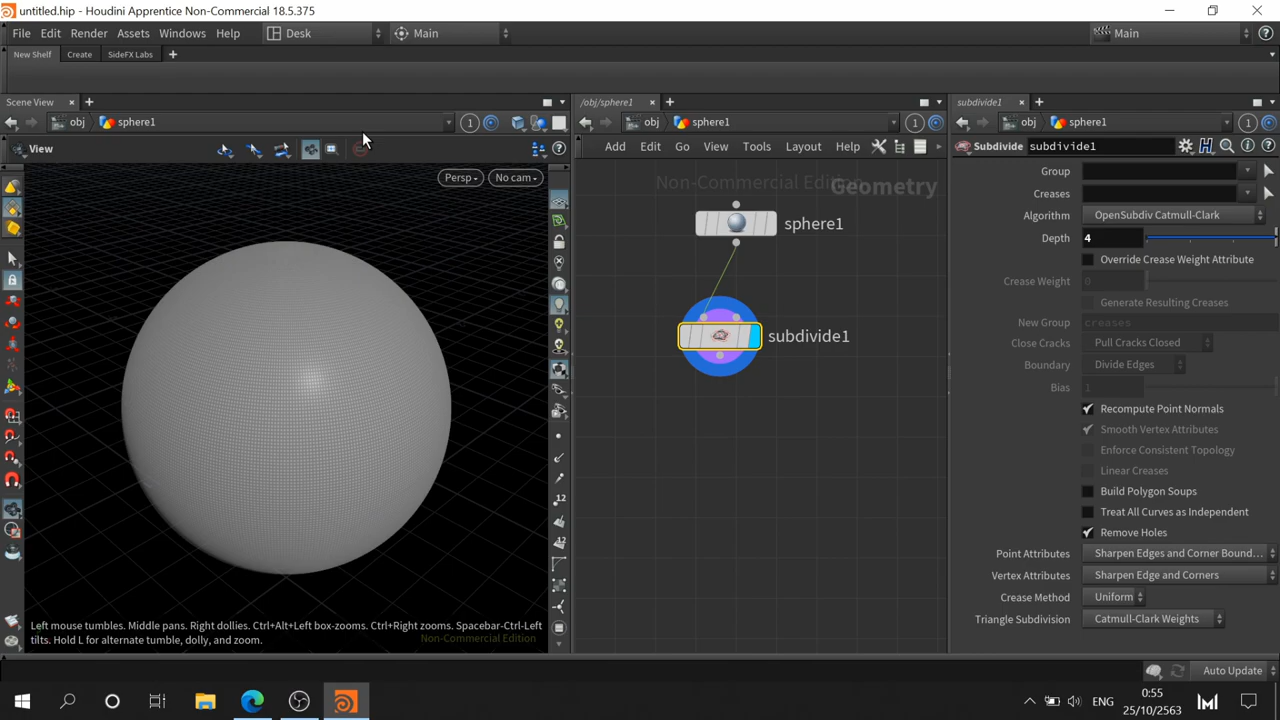 untitled.hip - Houdini Apprentice Non-Commercial 18.5.375
File Edit Render Assets Windows Help Desk Main Main
New Shelf Create SideFX Labs
Scene View /obj/sphere1 subdivide1
obj sphere1 1 obj sphere1 1 obj sphere1 1
View Add Edit Go View Tools Layout Help Subdivide subdivide1
Persp No cam
Non-Commercial Edition Geometry
sphere1
subdivide1
12
12
Left mouse tumbles. Middle pans. Right dollies. Ctrl+Alt+Left box-zooms. Ctrl+Right zooms. Spacebar-Ctrl-Left
tilts. Hold L for alternate tumble, dolly, and zoom.
Non-Commercial Edition
Group
Creases
Algorithm OpenSubdiv Catmull-Clark
Depth 4
Override Crease Weight Attribute
Crease Weight 0
Generate Resulting Creases
New Group creases
Close Cracks Pull Cracks Closed
Boundary Divide Edges
Bias 1
Recompute Point Normals
Smooth Vertex Attributes
Enforce Consistent Topology
Linear Creases
Build Polygon Soups
Treat All Curves as Independent
Remove Holes
Point Attributes Sharpen Edges and Corner Bound...
Vertex Attributes Sharpen Edge and Corners
Crease Method Uniform
Triangle Subdivision Catmull-Clark Weights
Auto Update
ENG 0:55
25/10/2563